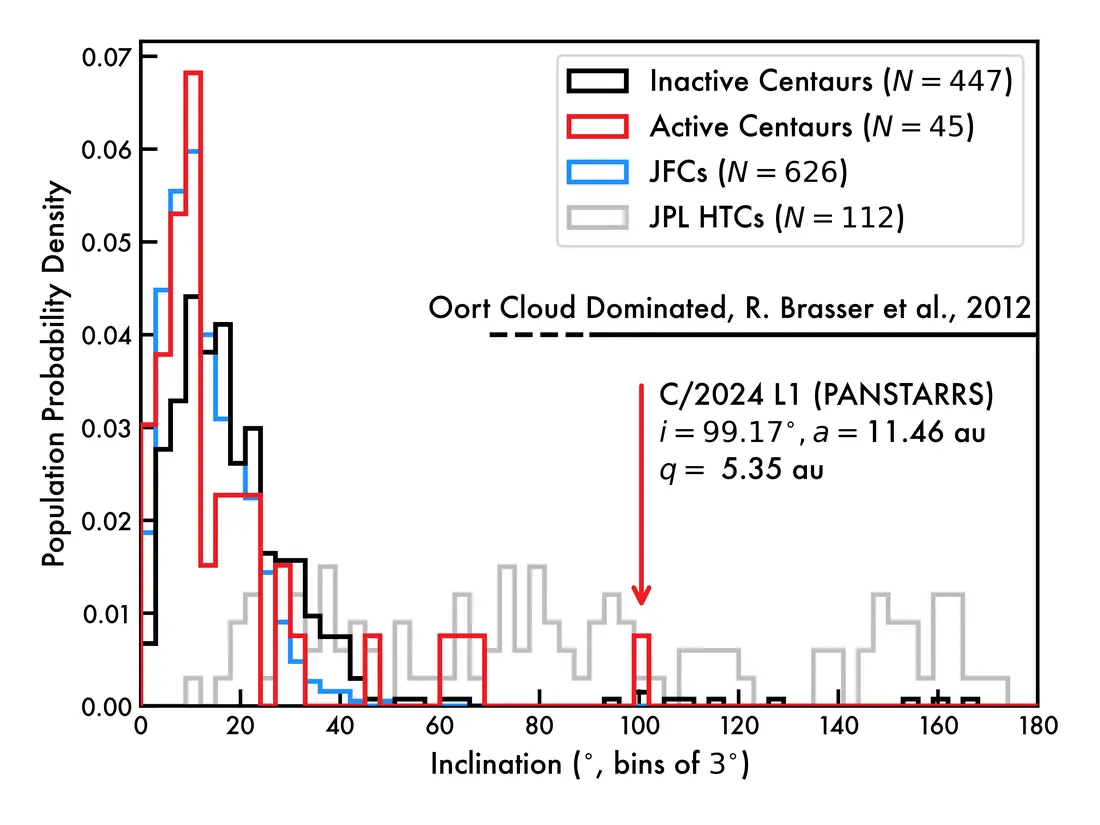 0.07
0.06
0.05
0.04
0.03
0.02
0.01
0.00
Population Probability Density
Inactive Centaurs (N = 447)
Active Centaurs (N = 45)
JFCs (N = 626)
JPL HTCs (N = 112)
Oort Cloud Dominated, R. Brasser et al., 2012
C/2024 L1 (PANSTARRS)
i = 99.17°, a = 11.46 au
q = 5.35 au
0 20 40 60 80 100 120 140 160 180
Inclination (°, bins of 3°)